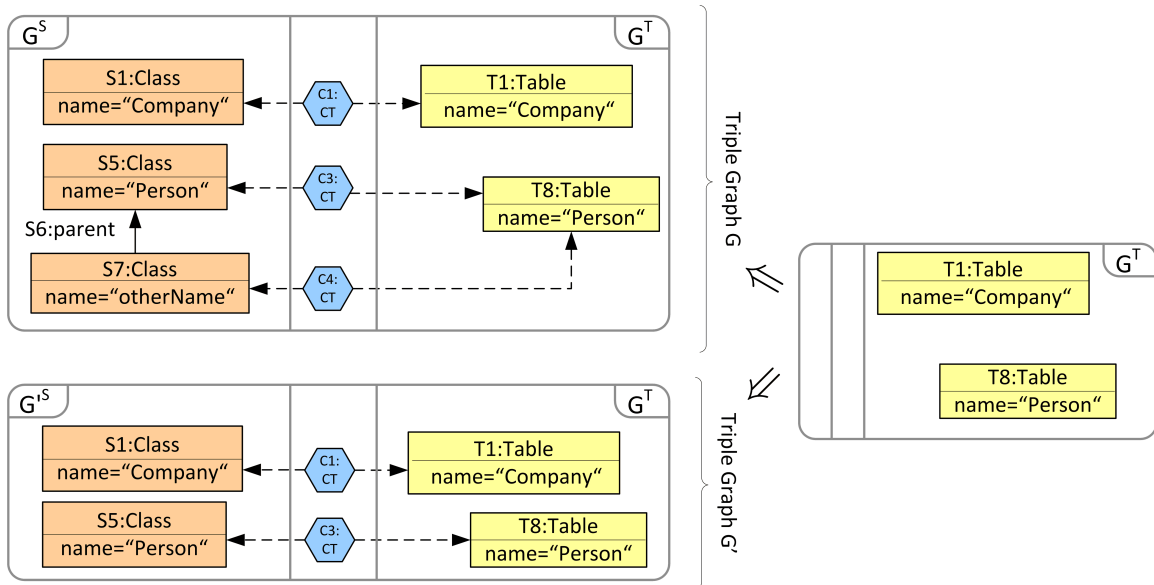 G^S
G^T
S1:Class
name=“Company“
C1:
CT
T1:Table
name=“Company“
S5:Class
name=“Person“
C3:
CT
T8:Table
name=“Person“
S6:parent
S7:Class
name=“otherName“
C4:
CT
Triple Graph G
G'^S
G^T
S1:Class
name=“Company“
C1:
CT
T1:Table
name=“Company“
S5:Class
name=“Person“
C3:
CT
T8:Table
name=“Person“
Triple Graph G’
G^T
T1:Table
name=“Company“
T8:Table
name=“Person“